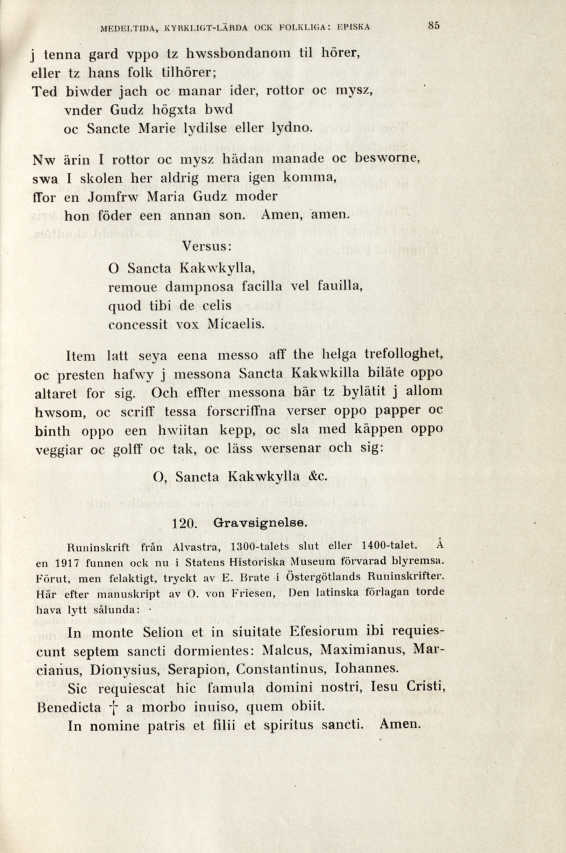 MEDELTIDA, KYRKLIGT-LÄRDA OCK FOLKLIGA: EPISKA 85
j tenna gard vppo tz hwssbondanom til hörer,
eller tz hans folk tilhörer;
Ted biwder jach oc manar ider, rottor oc mysz,
vnder Gudz högxta bwd
oc Sancte Marie lydilse eller lydno.
Nw ärin I rottor oc mysz hädan manade oc besworne,
swa I skolen her aldrig mera igen komma,
ffor en Jomfrw Maria Gudz moder
hon föder een annan son. Amen, amen.
Versus:
O Sancta Kakwkylla,
remoue dampnosa facilla vel fauilla,
quod tibi de celis
concessit vox Micaelis.
Item latt seya eena messo aff the helga trefolloghet,
oc presten hafwy j messona Sancta Kakwkilla biläte oppo
altaret for sig. Och effter messona bär tz bylätit j allom
hwsom, oc scriff tessa forscriffna verser oppo papper oc
binth oppo een hwiitan kepp, oc sla med käppen oppo
veggiar oc golff oc tak, oc läss wersenar och sig:
O, Sancta Kakwkylla &c.
120. Gravsignelse.
Runinskrift från Alvastra, 1300-talets slut eller 1400-talet. Å
en 1917 funnen ock nu i Statens Historiska Museum förvarad blyremsa.
Förut, men felaktigt, tryckt av E. Brate i Östergötlands Runinskrifter.
Här efter manuskript av O. von Friesen, Den latinska förlagan torde
hava lytt sålunda:
In monte Selion et in siuitate Efesiorum ibi requies-
cunt septem sancti dormientes: Malcus, Maximianus, Mar-
cianus, Dionysius, Serapion, Constantinus, Iohannes.
Sic requiescat hic famula domini nostri, Iesu Cristi,
Benedicta † a morbo inuiso, quem obiit.
In nomine patris et filii et spiritus sancti. Amen.